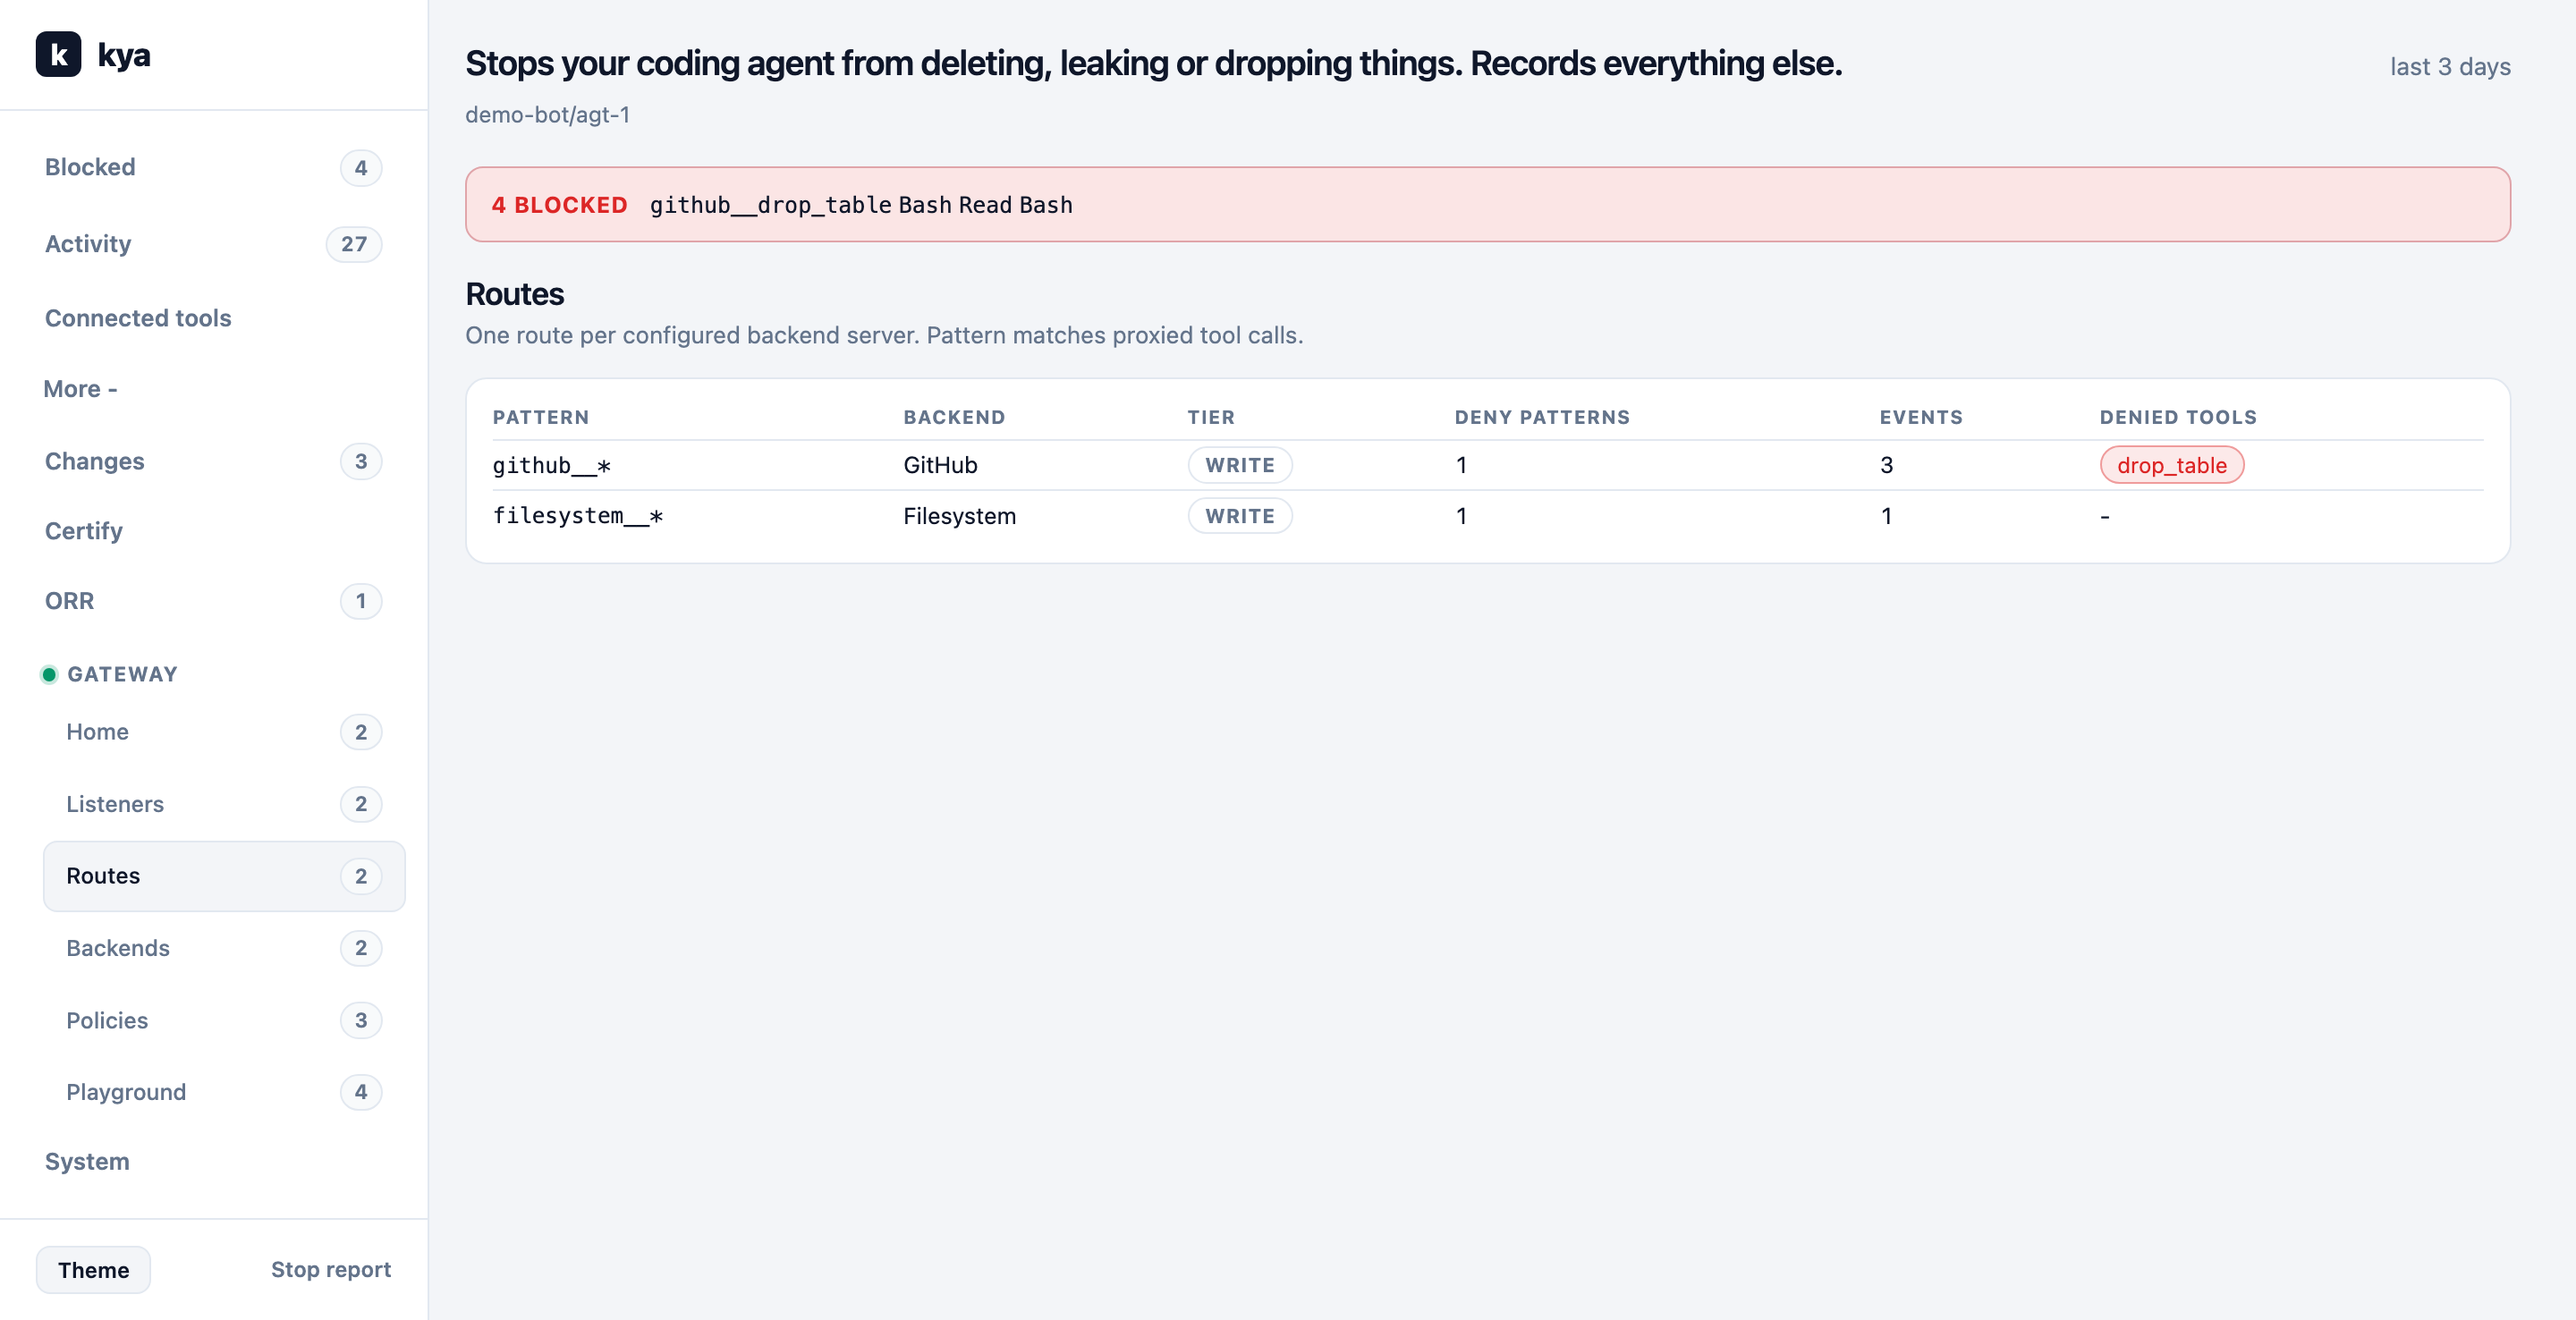 k kya
Blocked 4
Activity 27
Connected tools
More -
Changes 3
Certify
ORR 1
GATEWAY
Home 2
Listeners 2
Routes 2
Backends 2
Policies 3
Playground 4
System
Theme Stop report
Stops your coding agent from deleting, leaking or dropping things. Records everything else. last 3 days
demo-bot/agt-1
4 BLOCKED github__drop_table Bash Read Bash
Routes
One route per configured backend server. Pattern matches proxied tool calls.
PATTERN BACKEND TIER DENY PATTERNS EVENTS DENIED TOOLS
github__* GitHub WRITE 1 3 drop_table
filesystem__* Filesystem WRITE 1 1 -